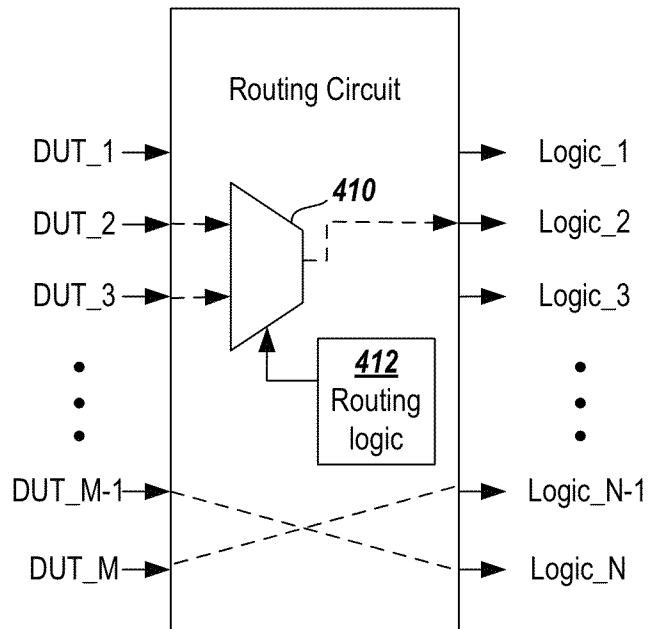 Routing Circuit
DUT_1
Logic_1
410
DUT_2
Logic_2
DUT_3
Logic_3
412
Routing
logic
DUT_M-1
Logic_N-1
DUT_M
Logic_N